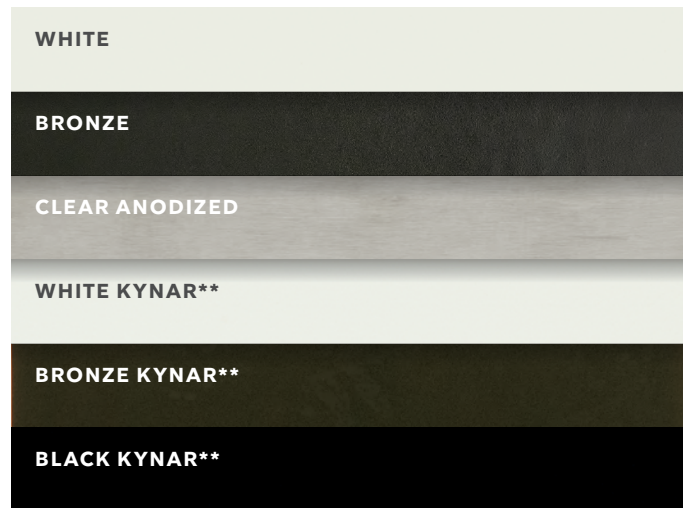 WHITE
BRONZE
CLEAR ANODIZED
WHITE KYNAR**
BRONZE KYNAR**
BLACK KYNAR**